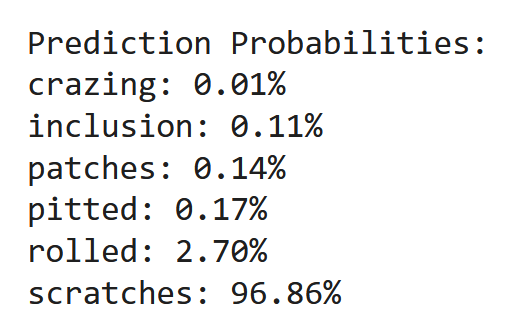 Prediction Probabilities:
crazing: 0.01%
inclusion: 0.11%
patches: 0.14%
pitted: 0.17%
rolled: 2.70%
scratches: 96.86%